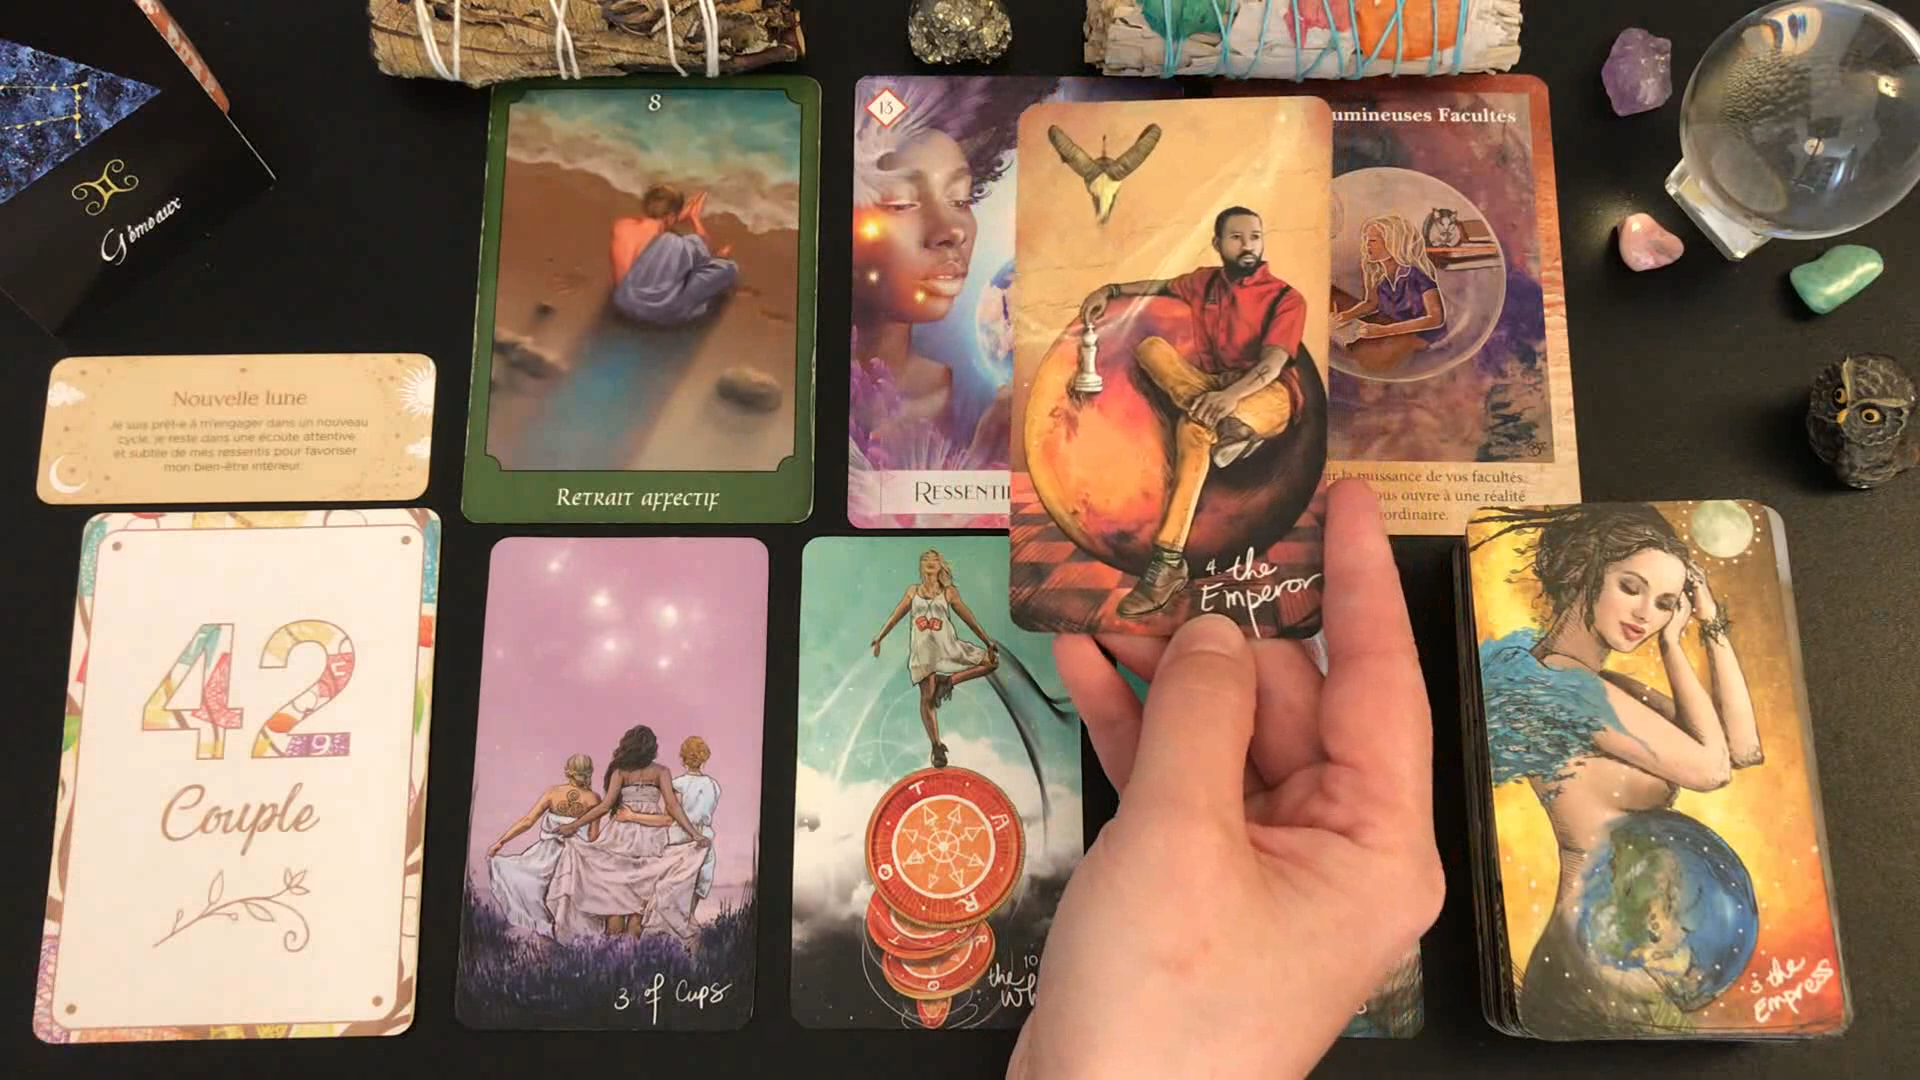 Gémeaux
Nouvelle lune
Je suis prêt·e à m'engager dans un nouveau
cycle, je reste dans une écoute attentive
et subtile de mes ressentis pour favoriser
mon bien-être intérieur.
8
Retrait affectif
13
Ressenti
umineuses Facultés
ur la puissance de vos facultés.
ous ouvre à une réalité
ordinaire.
4. the
Emperor
42
9
Couple
3 of Cups
T A R O
10
the Wh
3 the
Empress